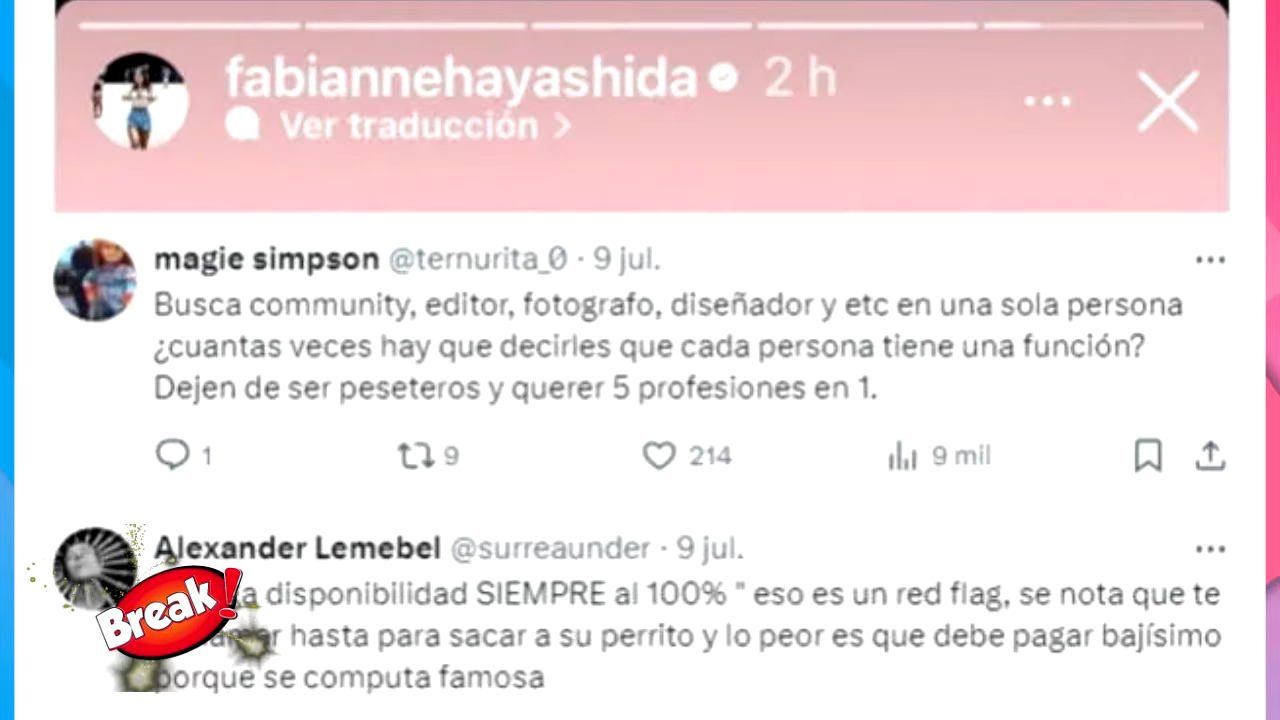 fabiannehayashida 2 h
Ver traducción >
magie simpson @ternurita_0 · 9 jul.
Busca community, editor, fotografo, diseñador y etc en una sola persona
¿cuantas veces hay que decirles que cada persona tiene una función?
Dejen de ser peseteros y querer 5 profesiones en 1.
1 9 214 9 mil
Alexander Lemebel @surreaunder · 9 jul.
disponibilidad SIEMPRE al 100% " eso es un red flag, se nota que te
hasta para sacar a su perrito y lo peor es que debe pagar bajísimo
porque se computa famosa
Break!